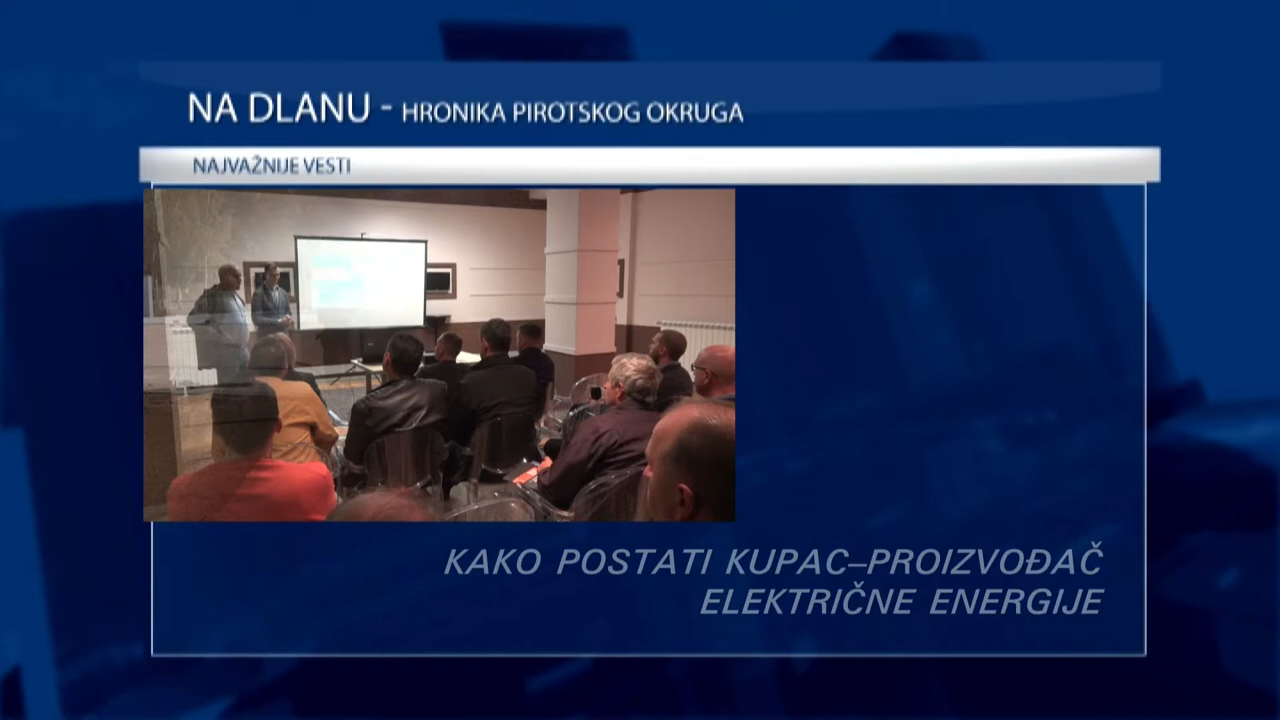 NA DLANU - HRONIKA PIROTSKOG OKRUGA
NAJVAŽNIJE VESTI
KAKO POSTATI KUPAC–PROIZVOĐAČ
ELEKTRIČNE ENERGIJE